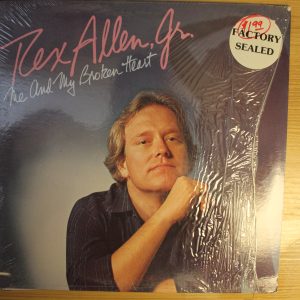 Rex Allen, Jr.
Me And My Broken Heart
$1.99
FACTORY
SEALED